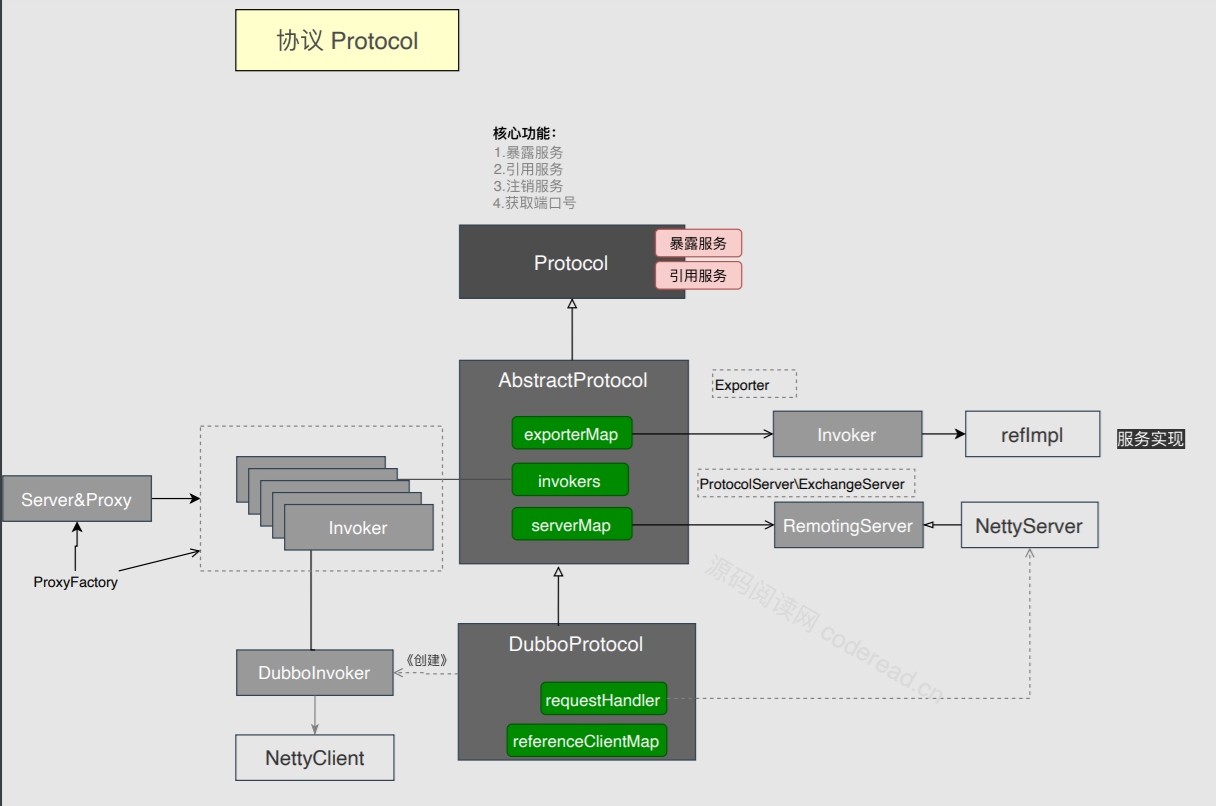 协议 Protocol
核心功能：
1.暴露服务
2.引用服务
3.注销服务
4.获取端口号
Protocol
暴露服务
引用服务
AbstractProtocol
exporterMap
invokers
serverMap
Exporter
Invoker
refImpl
服务实现
ProtocolServer\ExchangeServer
RemotingServer
NettyServer
Server&Proxy
Invoker
ProxyFactory
DubboInvoker
《创建》
NettyClient
DubboProtocol
requestHandler
referenceClientMap
源码阅读网 coderead.cn